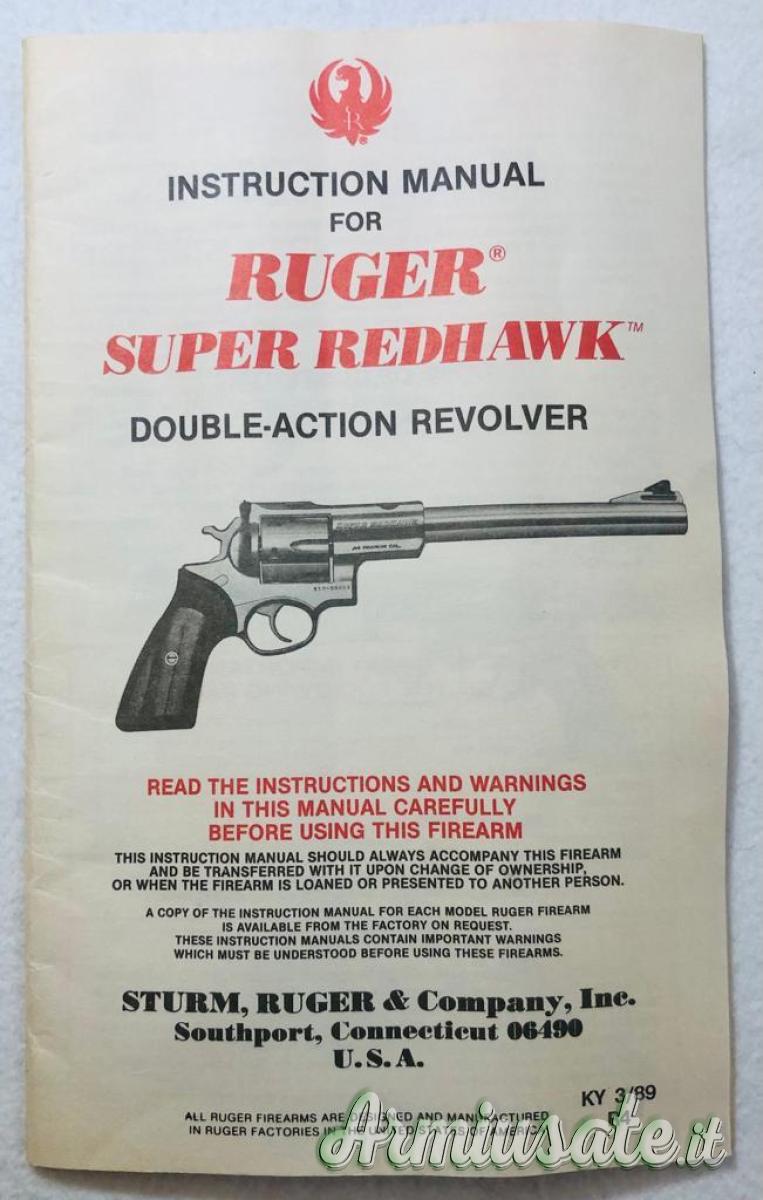 INSTRUCTION MANUAL
FOR
RUGER®
SUPER REDHAWK™
DOUBLE-ACTION REVOLVER
SUPER REDHAWK
READ THE INSTRUCTIONS AND WARNINGS
IN THIS MANUAL CAREFULLY
BEFORE USING THIS FIREARM
THIS INSTRUCTION MANUAL SHOULD ALWAYS ACCOMPANY THIS FIREARM
AND BE TRANSFERRED WITH IT UPON CHANGE OF OWNERSHIP,
OR WHEN THE FIREARM IS LOANED OR PRESENTED TO ANOTHER PERSON.
A COPY OF THE INSTRUCTION MANUAL FOR EACH MODEL RUGER FIREARM
IS AVAILABLE FROM THE FACTORY ON REQUEST.
THESE INSTRUCTION MANUALS CONTAIN IMPORTANT WARNINGS
WHICH MUST BE UNDERSTOOD BEFORE USING THESE FIREARMS.
STURM, RUGER & Company, Inc.
Southport, Connecticut 06490
U.S.A.
KY 3/89
R4
ALL RUGER FIREARMS ARE DESIGNED AND MANUFACTURED
IN RUGER FACTORIES IN THE UNITED STATES OF AMERICA
Armiusate.it